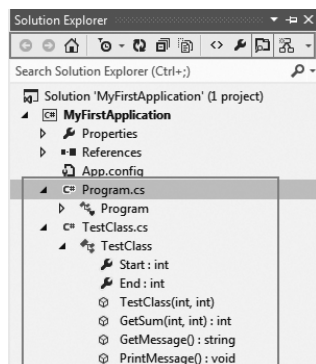 Solution Explorer
Search Solution Explorer (Ctrl+;)
Solution 'MyFirstApplication' (1 project)
C# MyFirstApplication
Properties
References
App.config
C# Program.cs
Program
C# TestClass.cs
TestClass
Start : int
End : int
TestClass(int, int)
GetSum(int, int) : int
GetMessage() : string
PrintMessage() : void